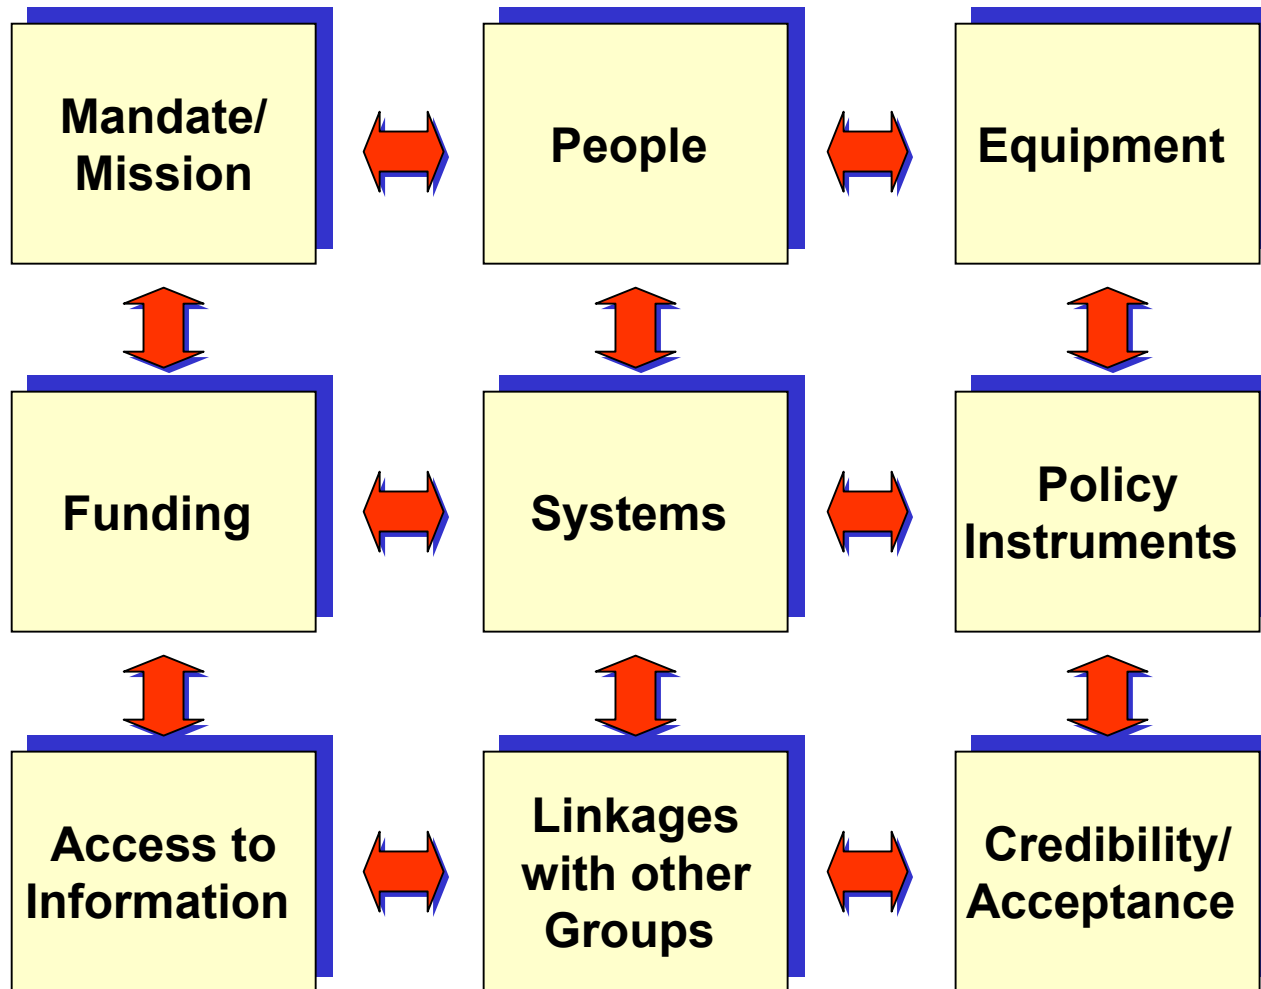 Mandate/
Mission
People
Equipment
Funding
Systems
Policy
Instruments
Access to
Information
Linkages
with other
Groups
Credibility/
Acceptance